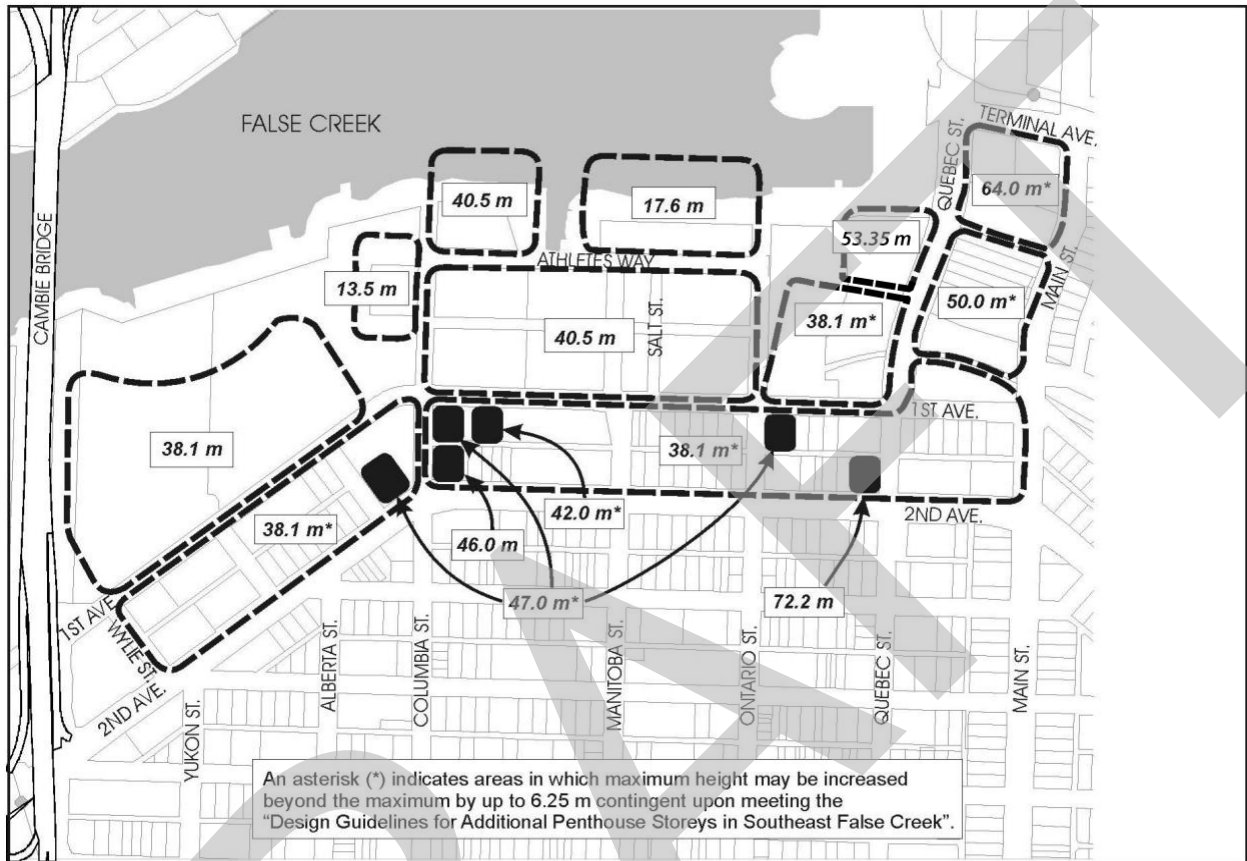 FALSE CREEK
TERMINAL AVE.
QUEBEC ST.
CAMBIE BRIDGE
40.5 m
17.6 m
64.0 m*
53.35 m
ATHLETES WAY
MAIN ST.
13.5 m
50.0 m*
38.1 m*
40.5 m
SALT ST.
1ST AVE.
38.1 m
38.1 m*
2ND AVE.
42.0 m*
38.1 m*
46.0 m
47.0 m*
72.2 m
1ST AVE.
WYLIE ST.
2ND AVE.
YUKON ST.
ALBERTA ST.
COLUMBIA ST.
MANITOBA ST.
ONTARIO ST.
QUEBEC ST.
MAIN ST.
An asterisk (*) indicates areas in which maximum height may be increased
beyond the maximum by up to 6.25 m contingent upon meeting the
“Design Guidelines for Additional Penthouse Storeys in Southeast False Creek”.